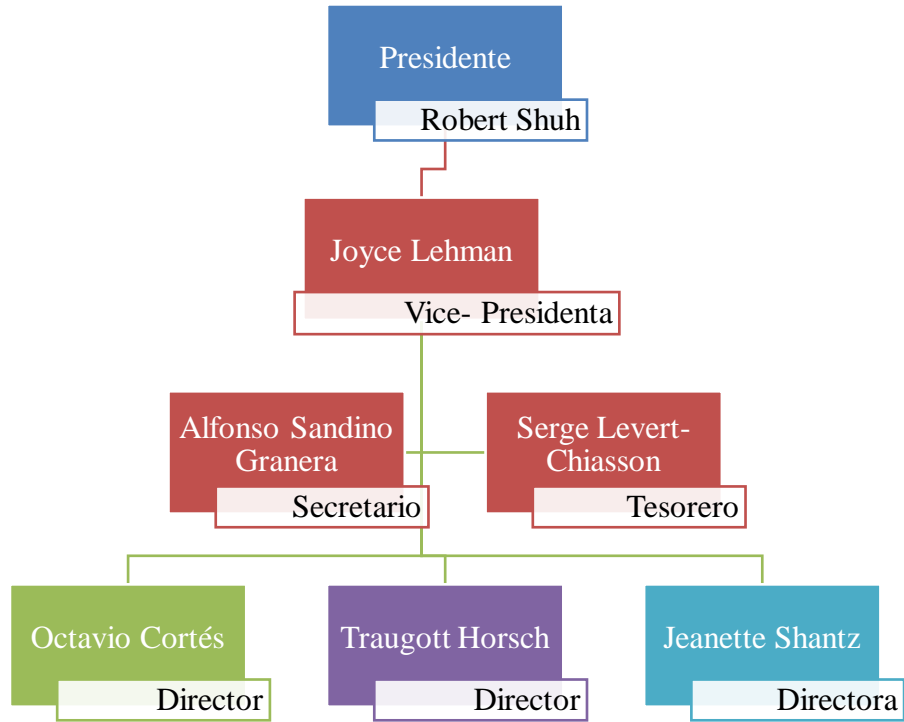 Presidente
Robert Shuh
Joyce Lehman
Vice- Presidenta
Alfonso Sandino
Granera
Secretario
Serge Levert-
Chiasson
Tesorero
Octavio Cortés
Director
Traugott Horsch
Director
Jeanette Shantz
Directora